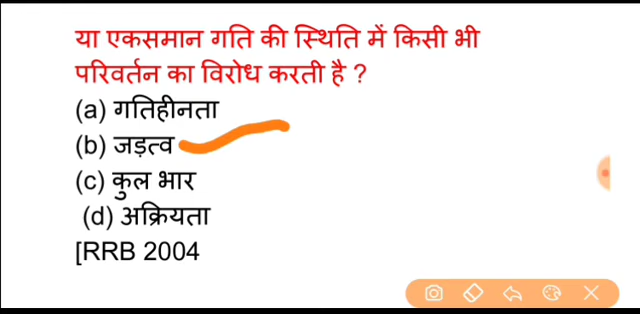 या एकसमान गति की स्थिति में किसी भी
परिवर्तन का विरोध करती है ?
(a) गतिहीनता
(b) जड़त्व
(c) कुल भार
(d) अक्रियता
[RRB 2004